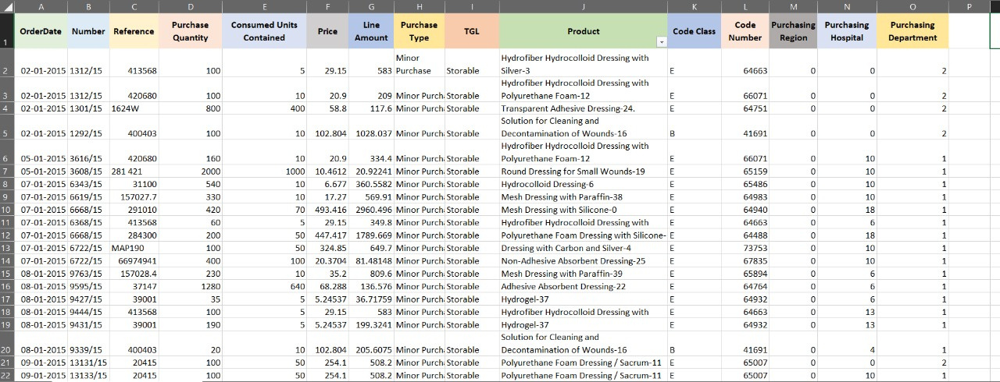 A B C D E F G H I J K L M N O P
1 OrderDate Number Reference Purchase Quantity Consumed Units Contained Price Line Amount Purchase Type TGL Product Code Class Code Number Purchasing Region Purchasing Hospital Purchasing Department
2 02-01-2015 1312/15 413568 100 5 29.15 583 Minor Purchase Storable Hydrofiber Hydrocolloid Dressing with Silver-3 E 64663 0 0 2
3 02-01-2015 1312/15 420680 100 10 20.9 209 Minor Purch Storable Hydrofiber Hydrocolloid Dressing with Polyurethane Foam-12 E 66071 0 0 2
4 02-01-2015 1301/15 1624W 800 400 58.8 117.6 Minor Purch Storable Transparent Adhesive Dressing-24. E 64751 0 0 2
5 02-01-2015 1292/15 400403 100 10 102.804 1028.037 Minor Purch Storable Solution for Cleaning and Decontamination of Wounds-16 B 41691 0 0 2
6 05-01-2015 3616/15 420680 160 10 20.9 334.4 Minor Purch Storable Hydrofiber Hydrocolloid Dressing with Polyurethane Foam-12 E 66071 0 10 1
7 05-01-2015 3608/15 281 421 2000 1000 10.4612 20.92241 Minor Purch Storable Round Dressing for Small Wounds-19 E 65159 0 10 1
8 07-01-2015 6343/15 31100 540 10 6.677 360.5582 Minor Purch Storable Hydrocolloid Dressing-6 E 65486 0 10 1
9 07-01-2015 6619/15 157027.7 330 10 17.27 569.91 Minor Purch Storable Mesh Dressing with Paraffin-38 E 64983 0 10 1
10 07-01-2015 6668/15 291010 420 70 493.416 2960.496 Minor Purch Storable Mesh Dressing with Silicone-0 E 64940 0 18 1
11 07-01-2015 6368/15 413568 60 5 29.15 349.8 Minor Purch Storable Hydrofiber Hydrocolloid Dressing with E 64663 0 6 1
12 07-01-2015 6668/15 284300 200 50 447.417 1789.669 Minor Purch Storable Polyurethane Foam Dressing with Silicone- E 64488 0 18 1
13 07-01-2015 6722/15 MAP190 100 50 324.85 649.7 Minor Purch Storable Dressing with Carbon and Silver-4 E 73753 0 10 1
14 07-01-2015 6722/15 66974941 400 100 20.3704 81.48148 Minor Purch Storable Non-Adhesive Absorbent Dressing-25 E 67835 0 10 1
15 08-01-2015 9763/15 157028.4 230 10 35.2 809.6 Minor Purch Storable Mesh Dressing with Paraffin-39 E 65894 0 6 1
16 08-01-2015 9595/15 37147 1280 640 68.288 136.576 Minor Purch Storable Adhesive Absorbent Dressing-22 E 64764 0 6 1
17 08-01-2015 9427/15 39001 35 5 5.24537 36.71759 Minor Purch Storable Hydrogel-37 E 64932 0 6 1
18 08-01-2015 9444/15 413568 100 5 29.15 583 Minor Purch Storable Hydrofiber Hydrocolloid Dressing with E 64663 0 13 1
19 08-01-2015 9431/15 39001 190 5 5.24537 199.3241 Minor Purch Storable Hydrogel-37 E 64932 0 13 1
20 08-01-2015 9339/15 400403 20 10 102.804 205.6075 Minor Purch Storable Solution for Cleaning and Decontamination of Wounds-16 B 41691 0 4 1
21 09-01-2015 13131/15 20415 100 50 254.1 508.2 Minor Purch Storable Polyurethane Foam Dressing / Sacrum-11 E 65007 0 0 2
22 09-01-2015 13133/15 20415 100 50 254.1 508.2 Minor Purch Storable Polyurethane Foam Dressing / Sacrum-11 E 65007 0 10 1